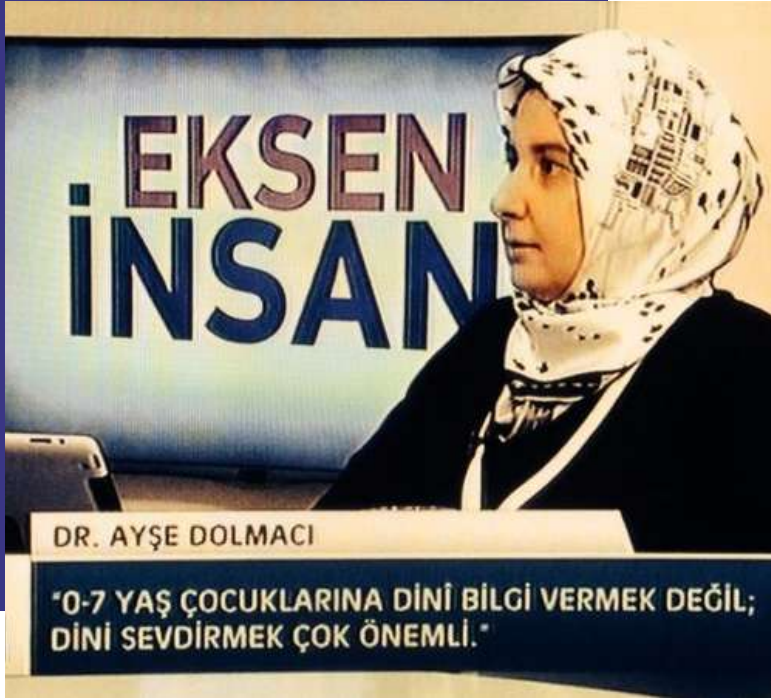 EKSEN
İNSAN
DR. AYŞE DOLMACI
"0-7 YAŞ ÇOCUKLARINA DİNÎ BİLGİ VERMEK DEĞİL;
DİNİ SEVDİRMEK ÇOK ÖNEMLİ."